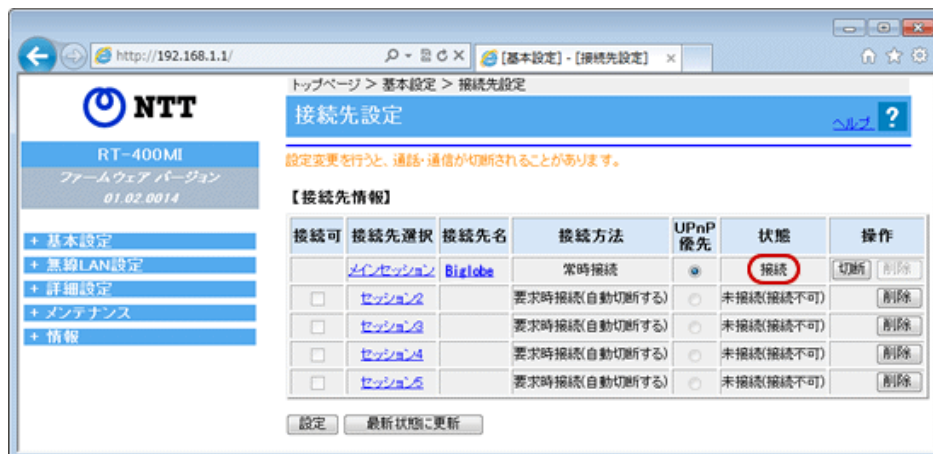 http://192.168.1.1/
[基本設定] - [接続先設定]
トップページ > 基本設定 > 接続先設定
NTT
接続先設定
ヘルプ ?
RT-400MI
ファームウェア バージョン
01.02.0014
設定変更を行うと、通話・通信が切断されることがあります。
【接続先情報】
接続可 接続先選択 接続先名 接続方法 UPnP優先 状態 操作
メインセッション Biglobe 常時接続 接続 切断 削除
セッション2 要求時接続(自動切断する) 未接続(接続不可) 削除
セッション3 要求時接続(自動切断する) 未接続(接続不可) 削除
セッション4 要求時接続(自動切断する) 未接続(接続不可) 削除
セッション5 要求時接続(自動切断する) 未接続(接続不可) 削除
+ 基本設定
+ 無線LAN設定
+ 詳細設定
+ メンテナンス
+ 情報
設定 最新状態に更新